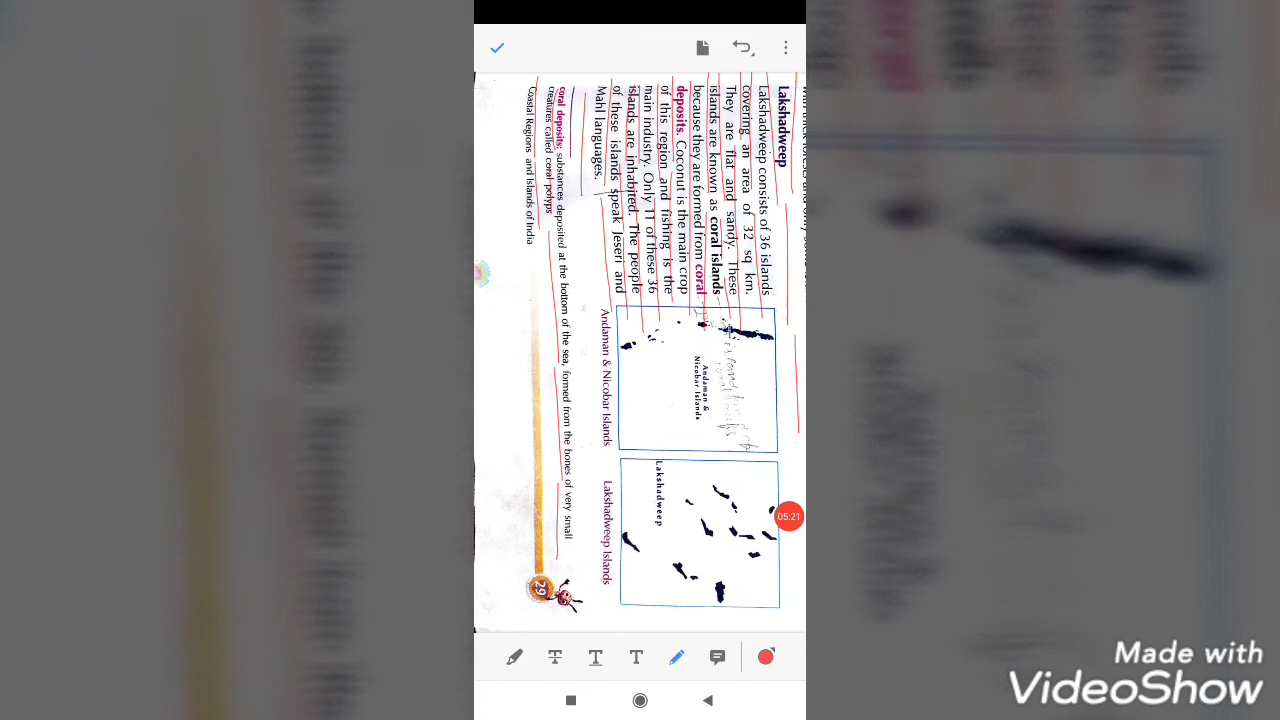 Lakshadweep
Lakshadweep consists of 36 islands
covering an area of 32 sq km.
They are flat and sandy. These
islands are known as coral islands
because they are formed from coral
deposits. Coconut is the main crop
of this region and fishing is the
main industry. Only 11 of these 36
islands are inhabited. The people
of these islands speak Jeseri and
Mahl languages.
Andaman &
Nicobar Islands
Andaman & Nicobar Islands
Lakshadweep
Lakshadweep Islands
coral deposits: substances deposited at the bottom of the sea, formed from the bones of very small
creatures called coral polyps
Coastal Regions and Islands of India
29
05:21
Made with
VideoShow